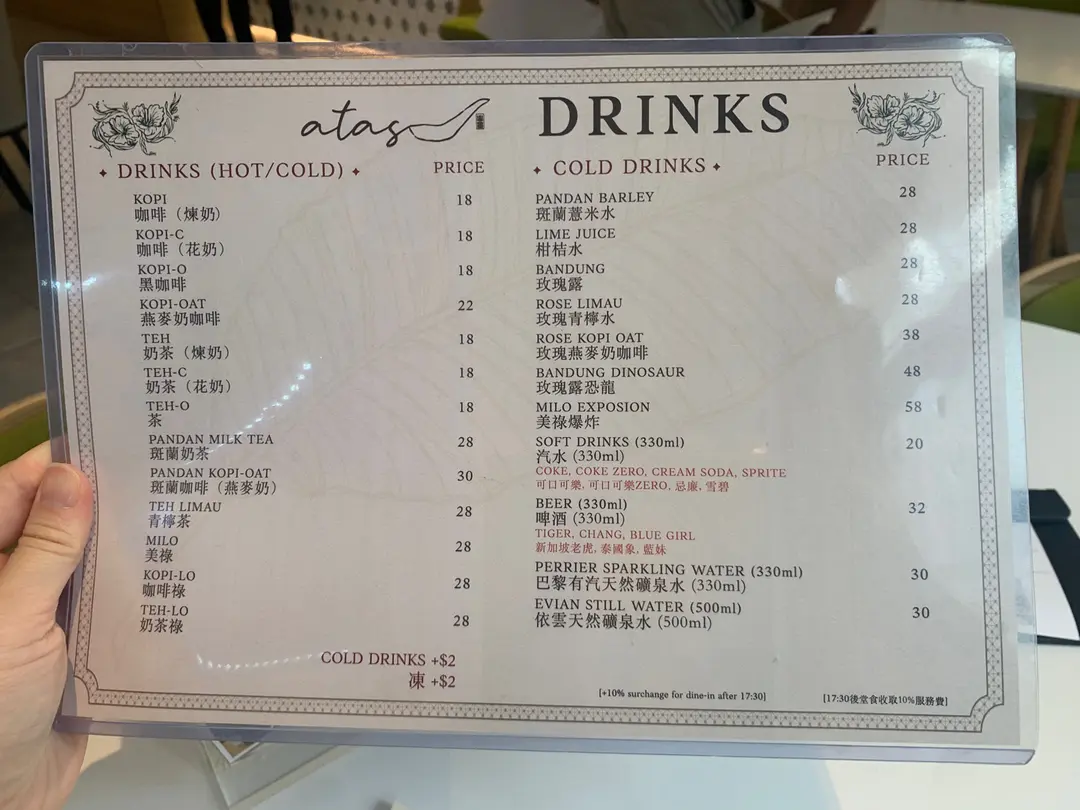 atas
DRINKS
DRINKS (HOT/COLD) PRICE
KOPI 18
咖啡（煉奶）
KOPI-C 18
咖啡（花奶）
KOPI-O 18
黑咖啡
KOPI-OAT 22
燕麥奶咖啡
TEH 18
奶茶（煉奶）
TEH-C 18
奶茶（花奶）
TEH-O 18
茶
PANDAN MILK TEA 28
斑蘭奶茶
PANDAN KOPI-OAT 30
斑蘭咖啡（燕麥奶）
TEH LIMAU 28
青檸茶
MILO 28
美祿
KOPI-LO 28
咖啡祿
TEH-LO 28
奶茶祿
COLD DRINKS +$2
凍 +$2
COLD DRINKS PRICE
PANDAN BARLEY 28
斑蘭薏米水
LIME JUICE 28
柑桔水
BANDUNG 28
玫瑰露
ROSE LIMAU 28
玫瑰青檸水
ROSE KOPI OAT 38
玫瑰燕麥奶咖啡
BANDUNG DINOSAUR 48
玫瑰露恐龍
MILO EXPOSION 58
美祿爆炸
SOFT DRINKS (330ml) 20
汽水 (330ml)
COKE, COKE ZERO, CREAM SODA, SPRITE
可口可樂, 可口可樂ZERO, 忌廉, 雪碧
BEER (330ml) 32
啤酒 (330ml)
TIGER, CHANG, BLUE GIRL
新加坡老虎, 泰國象, 藍妹
PERRIER SPARKLING WATER (330ml) 30
巴黎有汽天然礦泉水 (330ml)
EVIAN STILL WATER (500ml) 30
依雲天然礦泉水 (500ml)
[+10% surchange for dine-in after 17:30] [17:30後堂食收取10%服務費]